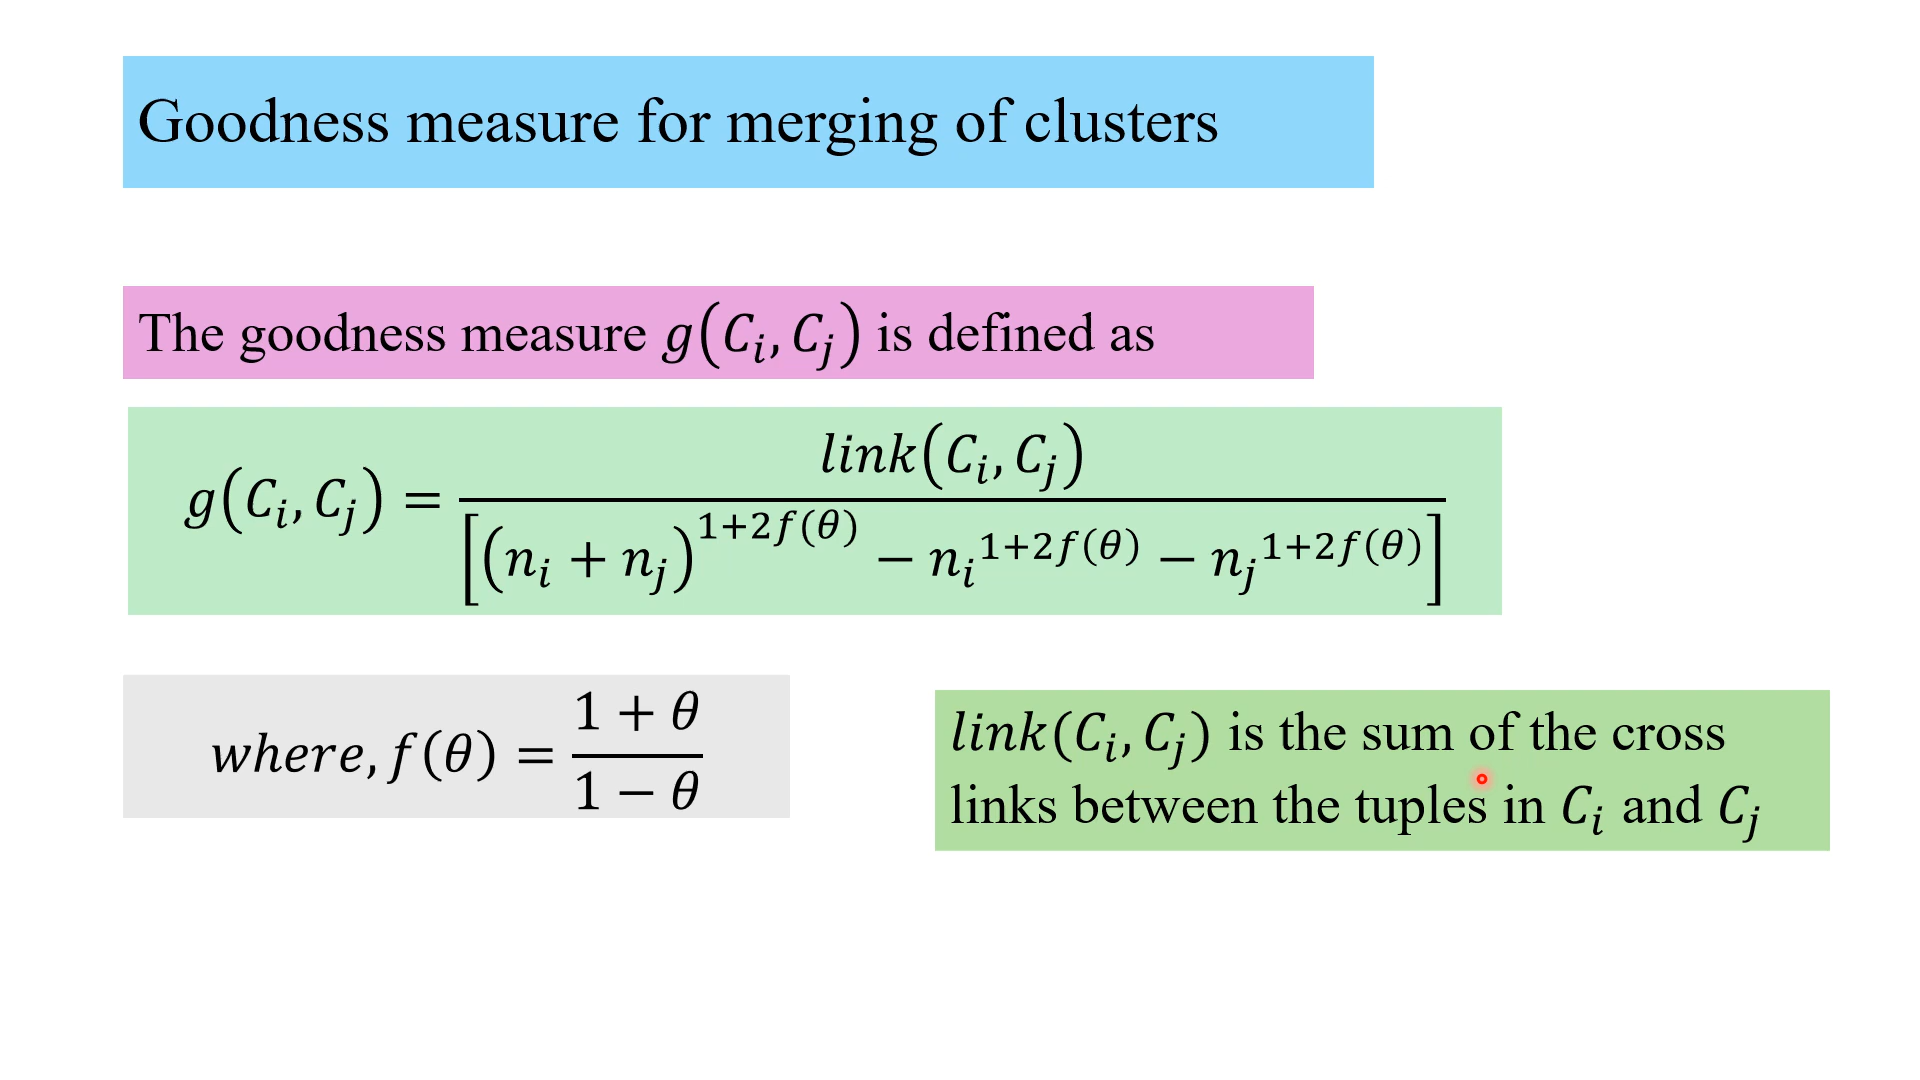 Goodness measure for merging of clusters
The goodness measure g(Cᵢ, Cⱼ) is defined as
g(Cᵢ, Cⱼ) = link(Cᵢ, Cⱼ) / [(nᵢ + nⱼ)^(1+2f(θ)) − nᵢ^(1+2f(θ)) − nⱼ^(1+2f(θ))]
where, f(θ) = (1 + θ) / (1 − θ)
link(Cᵢ, Cⱼ) is the sum of the cross
links between the tuples in Cᵢ and Cⱼ